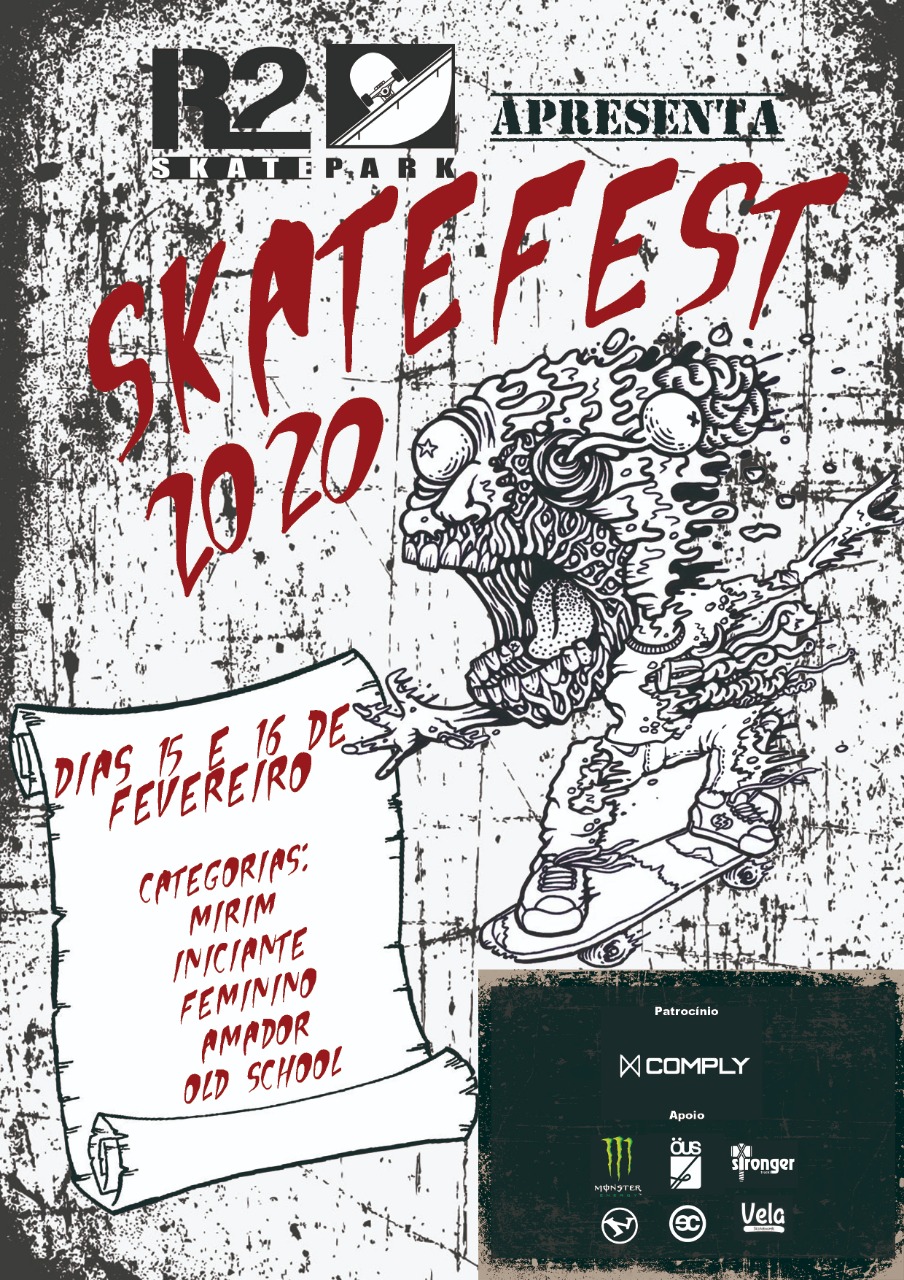 R2
SKATEPARK
APRESENTA
SKATEFEST
2020
DIAS 15 E 16 DE
FEVEREIRO
CATEGORIAS:
MIRIM
INICIANTE
FEMININO
AMADOR
OLD SCHOOL
Patrocínio
COMPLY
Apoio
MONSTER
ENERGY
ÖUS
stronger
Vela